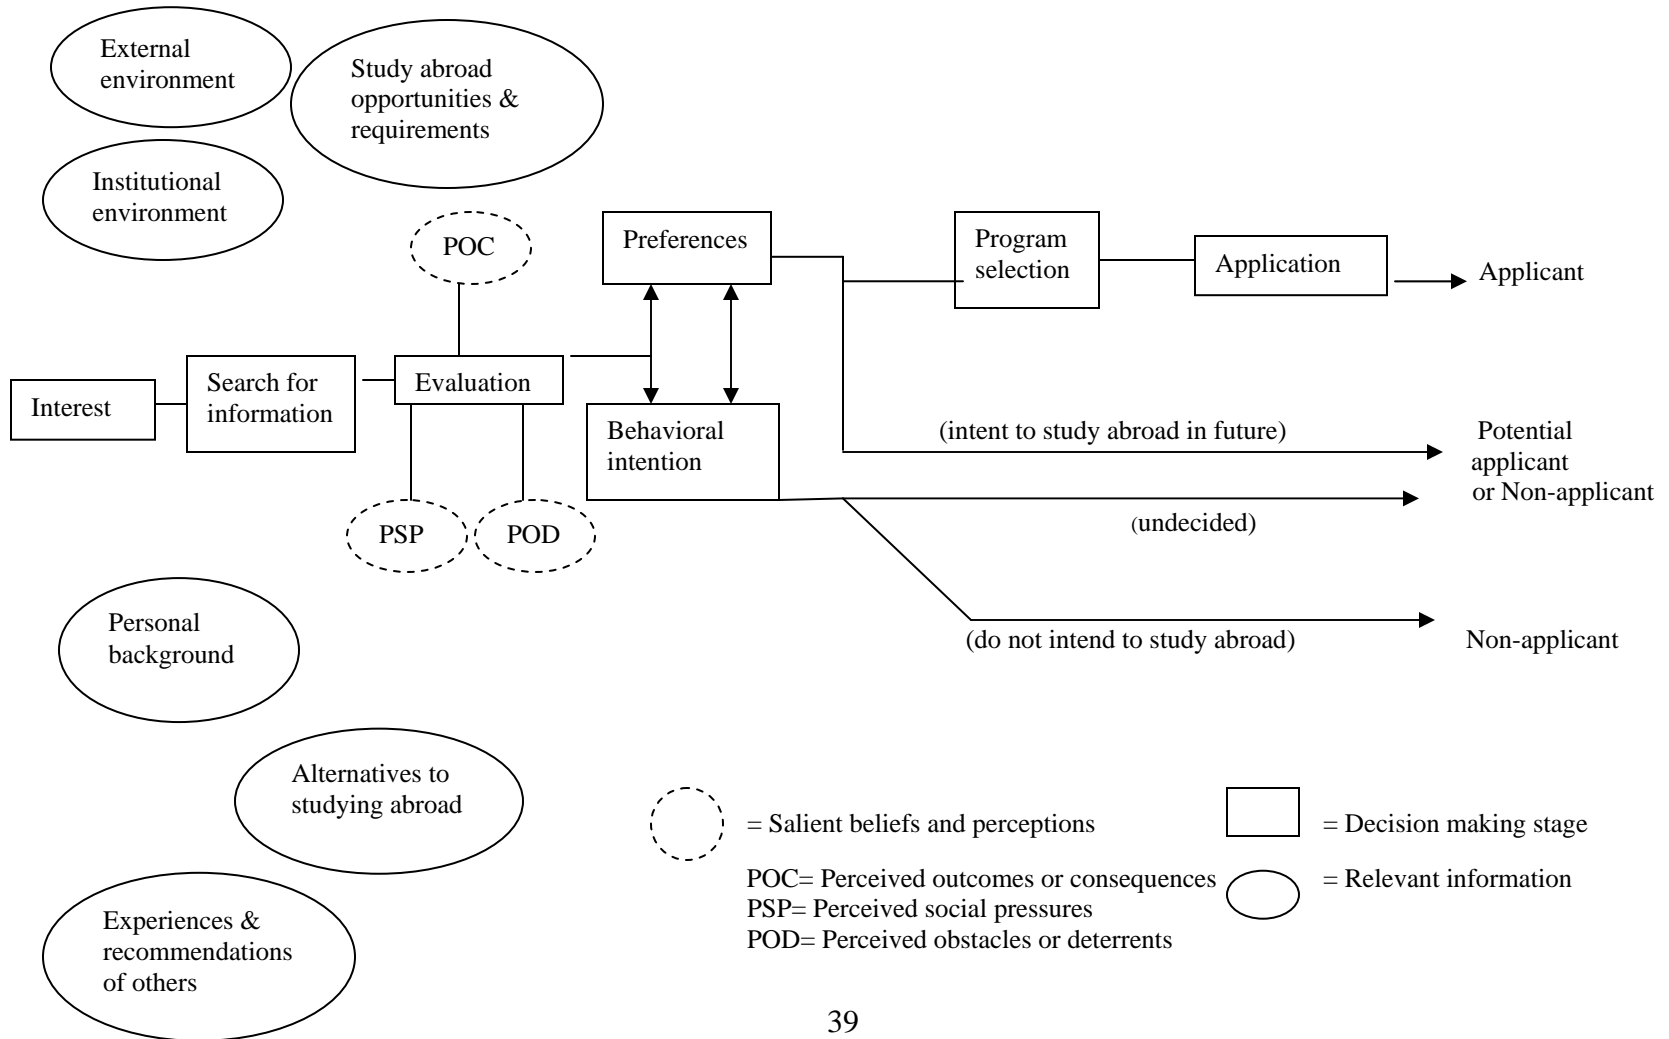 External
environment
Study abroad
opportunities &
requirements
Institutional
environment
POC
Preferences
Program
selection
Application
Applicant
Interest
Search for
information
Evaluation
Behavioral
intention
(intent to study abroad in future)
Potential
applicant
or Non-applicant
(undecided)
PSP
POD
(do not intend to study abroad)
Non-applicant
Personal
background
Alternatives to
studying abroad
Experiences &
recommendations
of others
= Salient beliefs and perceptions
POC= Perceived outcomes or consequences
PSP= Perceived social pressures
POD= Perceived obstacles or deterrents
= Decision making stage
= Relevant information
39